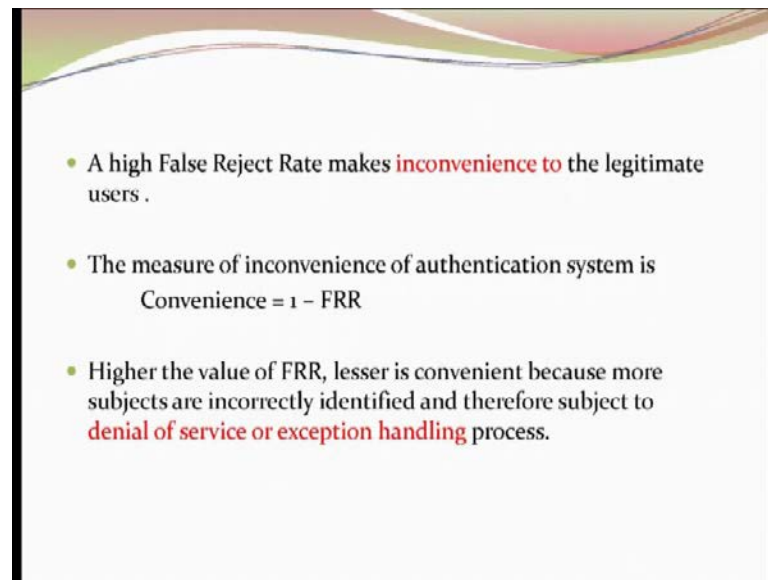 • A high False Reject Rate makes inconvenience to the legitimate
users .
• The measure of inconvenience of authentication system is
Convenience = 1 – FRR
• Higher the value of FRR, lesser is convenient because more
subjects are incorrectly identified and therefore subject to
denial of service or exception handling process.